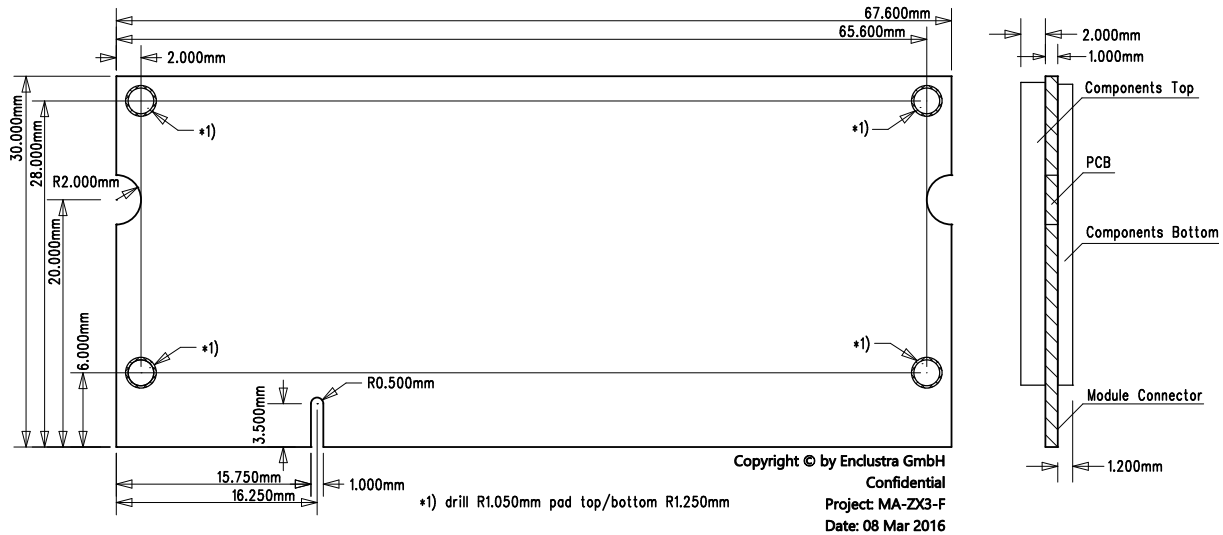 67.600mm
65.600mm
2.000mm
2.000mm
1.000mm
Components Top
*1)
*1)
30.000mm
28.000mm
PCB
R2.000mm
20.000mm
Components Bottom
*1)
*1)
6.000mm
R0.500mm
3.500mm
Module Connector
Copyright © by Enclustra GmbH
Confidential
Project: MA-ZX3-F
Date: 08 Mar 2016
1.200mm
15.750mm
1.000mm
16.250mm
*1) drill R1.050mm pad top/bottom R1.250mm